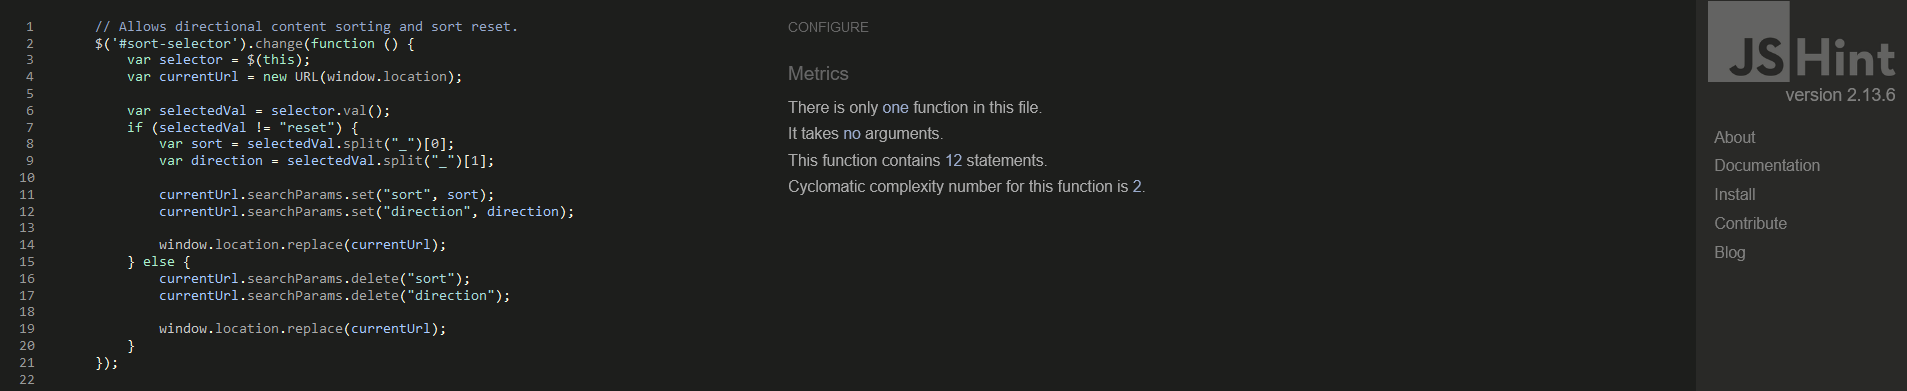 1 // Allows directional content sorting and sort reset.
2 $('#sort-selector').change(function () {
3 var selector = $(this);
4 var currentUrl = new URL(window.location);
5
6 var selectedVal = selector.val();
7 if (selectedVal != "reset") {
8 var sort = selectedVal.split("_")[0];
9 var direction = selectedVal.split("_")[1];
10
11 currentUrl.searchParams.set("sort", sort);
12 currentUrl.searchParams.set("direction", direction);
13
14 window.location.replace(currentUrl);
15 } else {
16 currentUrl.searchParams.delete("sort");
17 currentUrl.searchParams.delete("direction");
18
19 window.location.replace(currentUrl);
20 }
21 });
22
CONFIGURE
Metrics
There is only one function in this file.
It takes no arguments.
This function contains 12 statements.
Cyclomatic complexity number for this function is 2.
JSHint
version 2.13.6
About
Documentation
Install
Contribute
Blog